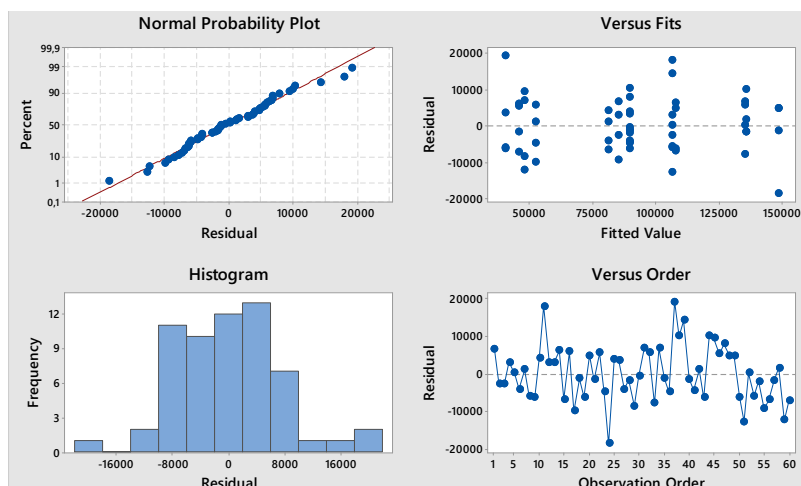 Normal Probability Plot
99,9
99
90
50
10
1
0,1
Percent
-20000 -10000 0 10000 20000
Residual
Versus Fits
20000
10000
0
-10000
-20000
Residual
50000 75000 100000 125000 150000
Fitted Value
Histogram
12
9
6
3
0
Frequency
-16000 -8000 0 8000 16000
Residual
Versus Order
20000
10000
0
-10000
-20000
Residual
1 5 10 15 20 25 30 35 40 45 50 55 60
Observation Order